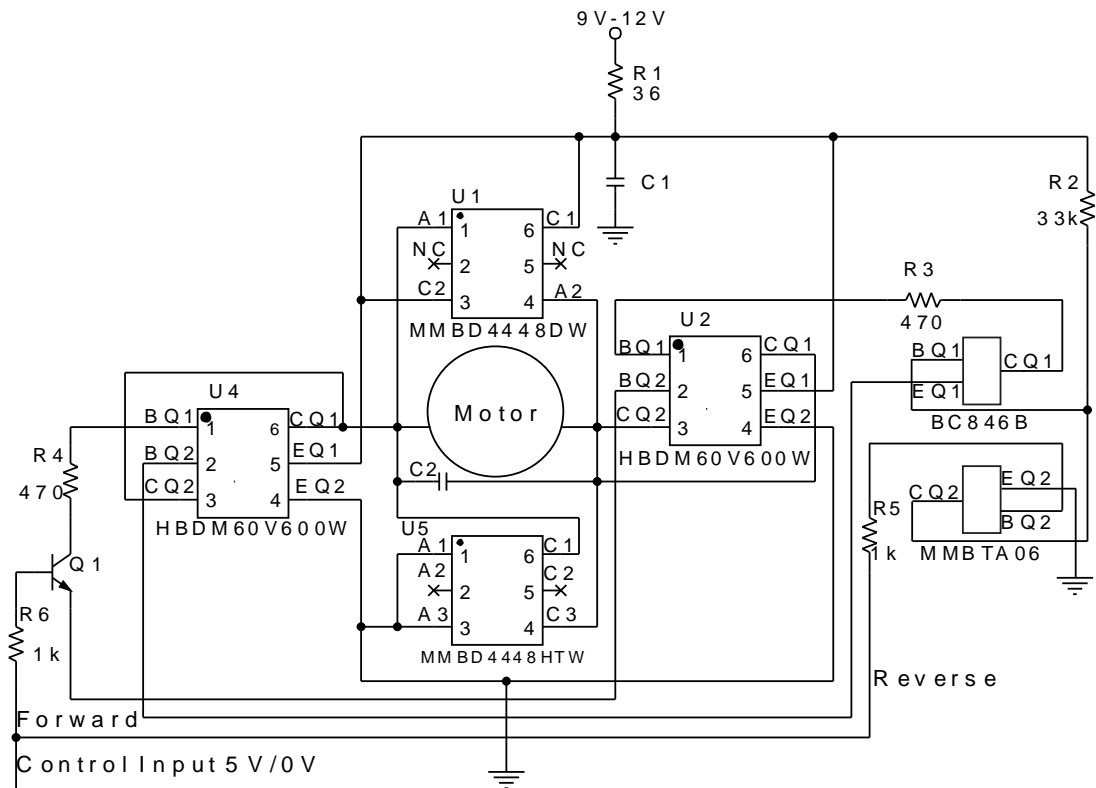 9V-12V
R1
36
C1
R2
33k
U1
A1 1 6 C1
NC 2 5 NC
C2 3 4 A2
MMBD4448DW
R3
470
U2
BQ1 1 6 CQ1
BQ2 2 5 EQ1
CQ2 3 4 EQ2
HBDM60V600W
BQ1
CQ1
EQ1
BC846B
Motor
U4
BQ1 1 6 CQ1
BQ2 2 5 EQ1
CQ2 3 4 EQ2
HBDM60V600W
R4
470
C2
U5
A1 1 6 C1
A2 2 5 C2
A3 3 4 C3
MMBD4448HTW
R5
1k
CQ2
EQ2
BQ2
MMBTA06
Q1
R6
1k
Reverse
Forward
Control Input 5V/0V